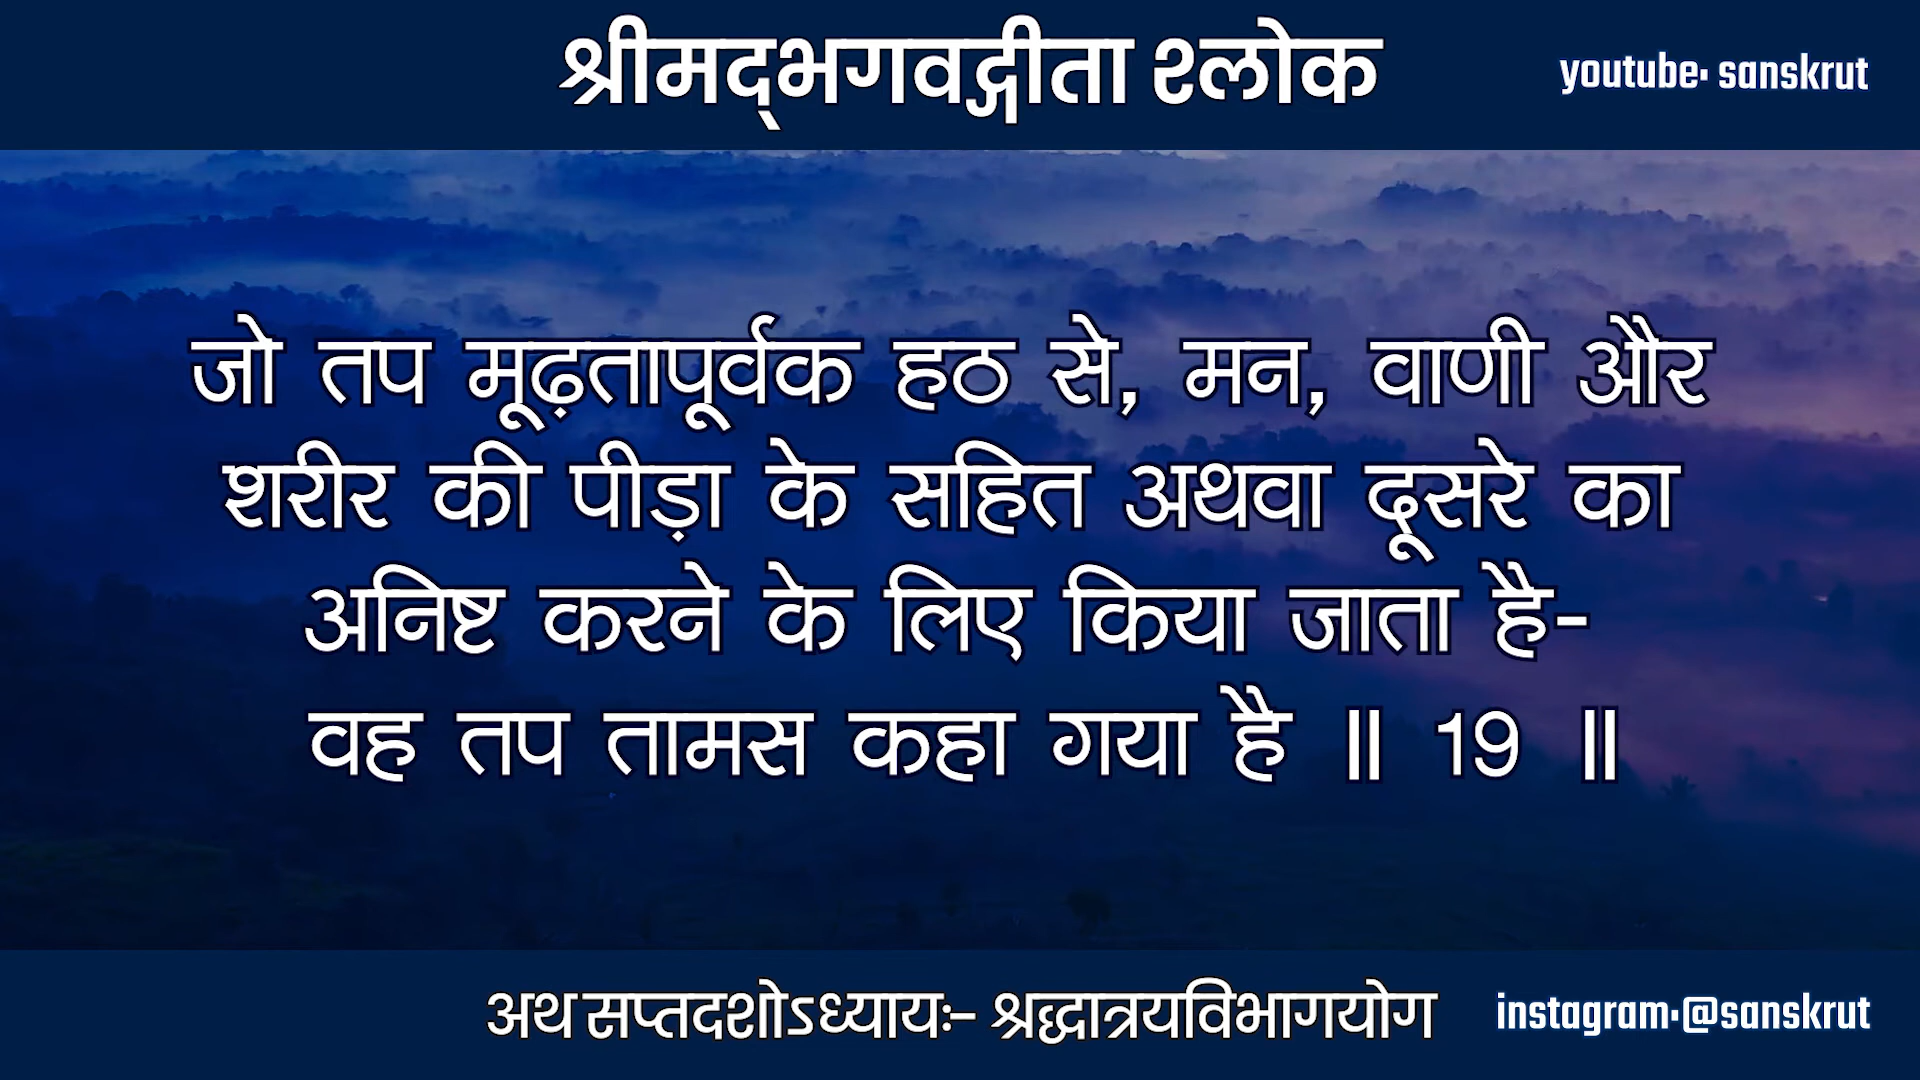 श्रीमद्‌भगवद्गीता श्लोक
youtube: sanskrut
जो तप मूढ़तापूर्वक हठ से, मन, वाणी और
शरीर की पीड़ा के सहित अथवा दूसरे का
अनिष्ट करने के लिए किया जाता है-
वह तप तामस कहा गया है ॥ 19 ॥
अथ सप्तदशोऽध्यायः- श्रद्धात्रयविभागयोग
instagram:@sanskrut